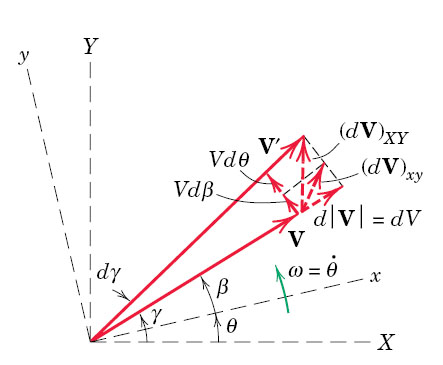 Y
y
(dV)XY
V′
Vdθ
(dV)xy
Vdβ
d|V| = dV
V
dγ
β
ω = θ̇
x
γ
θ
X